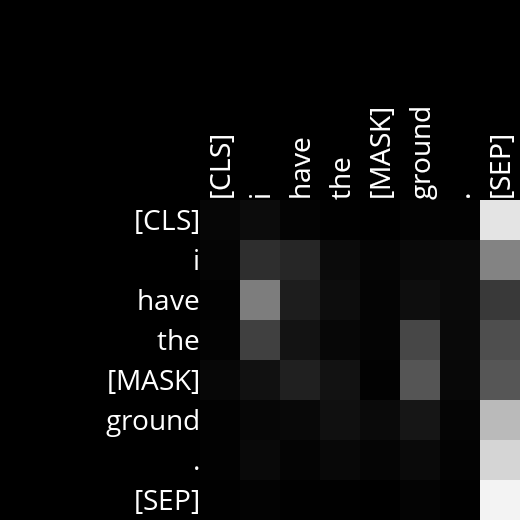 [CLS] i have the [MASK] ground . [SEP]
[CLS]
i
have
the
[MASK]
ground
.
[SEP]